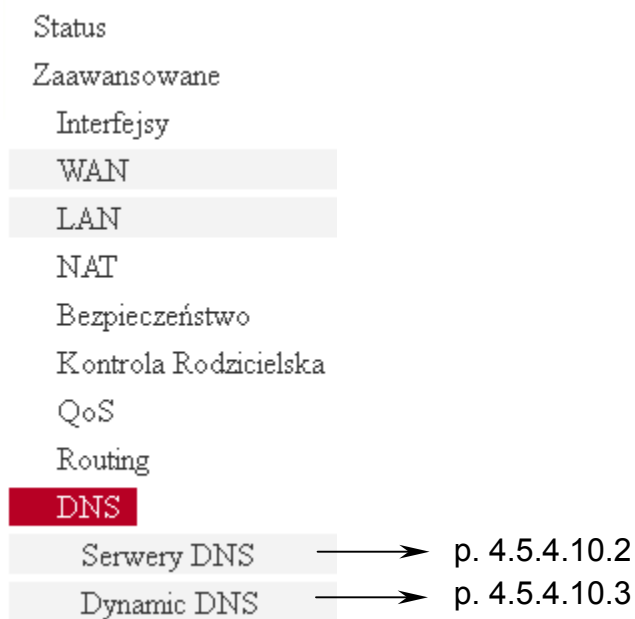 Status
Zaawansowane
Interfejsy
WAN
LAN
NAT
Bezpieczeństwo
Kontrola Rodzicielska
QoS
Routing
DNS
Serwery DNS p. 4.5.4.10.2
Dynamic DNS p. 4.5.4.10.3